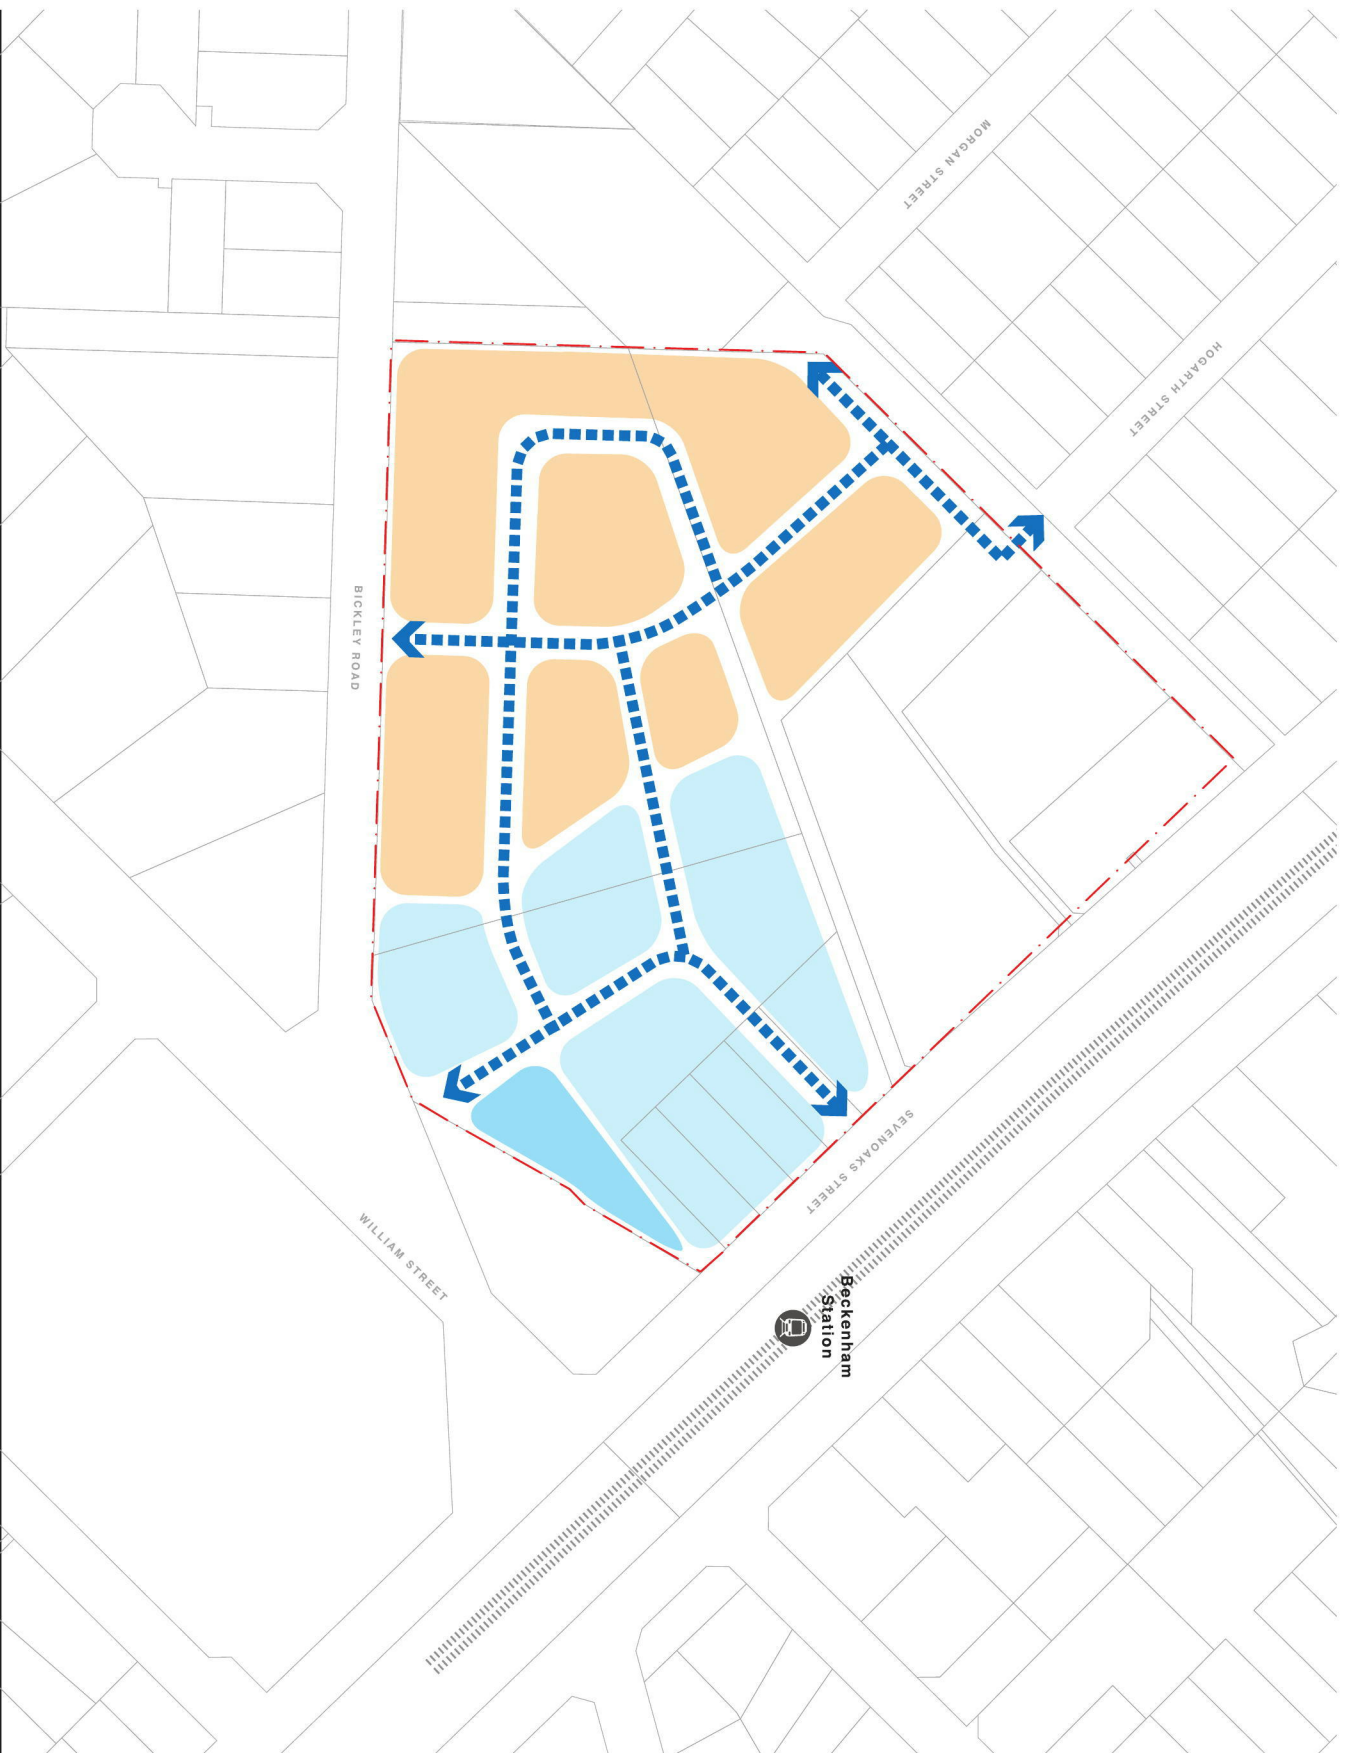 MORGAN STREET
HOGARTH STREET
BICKLEY ROAD
SEVENOAKS STREET
WILLIAM STREET
Beckenham
Station